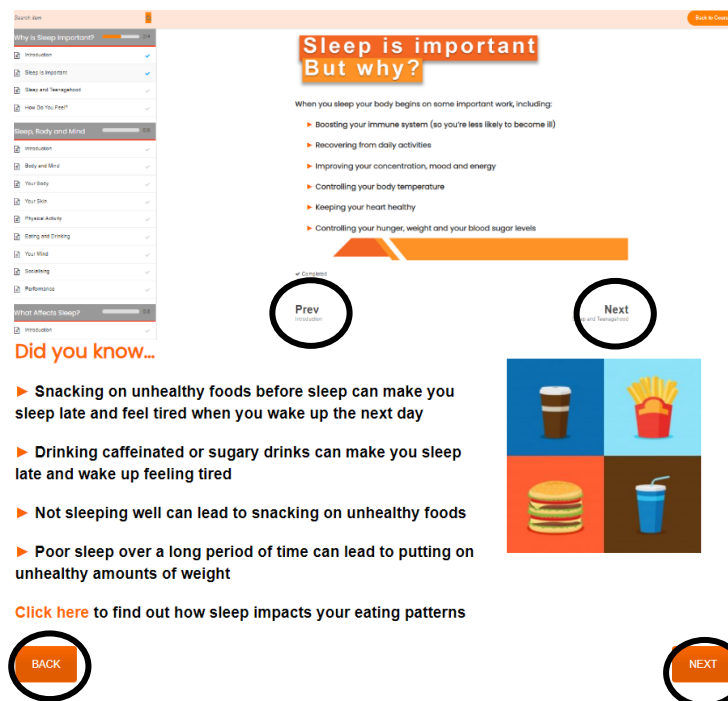 Search item
Back to Course
Why is Sleep Important? 2/4
Introduction
Sleep is Important
Sleep and Teenagehood
How Do You Feel?
Sleep, Body and Mind 0/9
Introduction
Body and Mind
Your Body
Your Skin
Physical Activity
Eating and Drinking
Your Mind
Socialising
Performance
What Affects Sleep?
Introduction
Sleep is important
But why?
When you sleep your body begins on some important work, including:
► Boosting your immune system (so you're less likely to become ill)
► Recovering from daily activities
► Improving your concentration, mood and energy
► Controlling your body temperature
► Keeping your heart healthy
► Controlling your hunger, weight and your blood sugar levels
✔ Completed
Prev
Introduction
Next
Sleep and Teenagehood
Did you know...
► Snacking on unhealthy foods before sleep can make you
sleep late and feel tired when you wake up the next day
► Drinking caffeinated or sugary drinks can make you sleep
late and wake up feeling tired
► Not sleeping well can lead to snacking on unhealthy foods
► Poor sleep over a long period of time can lead to putting on
unhealthy amounts of weight
Click here to find out how sleep impacts your eating patterns
BACK
NEXT